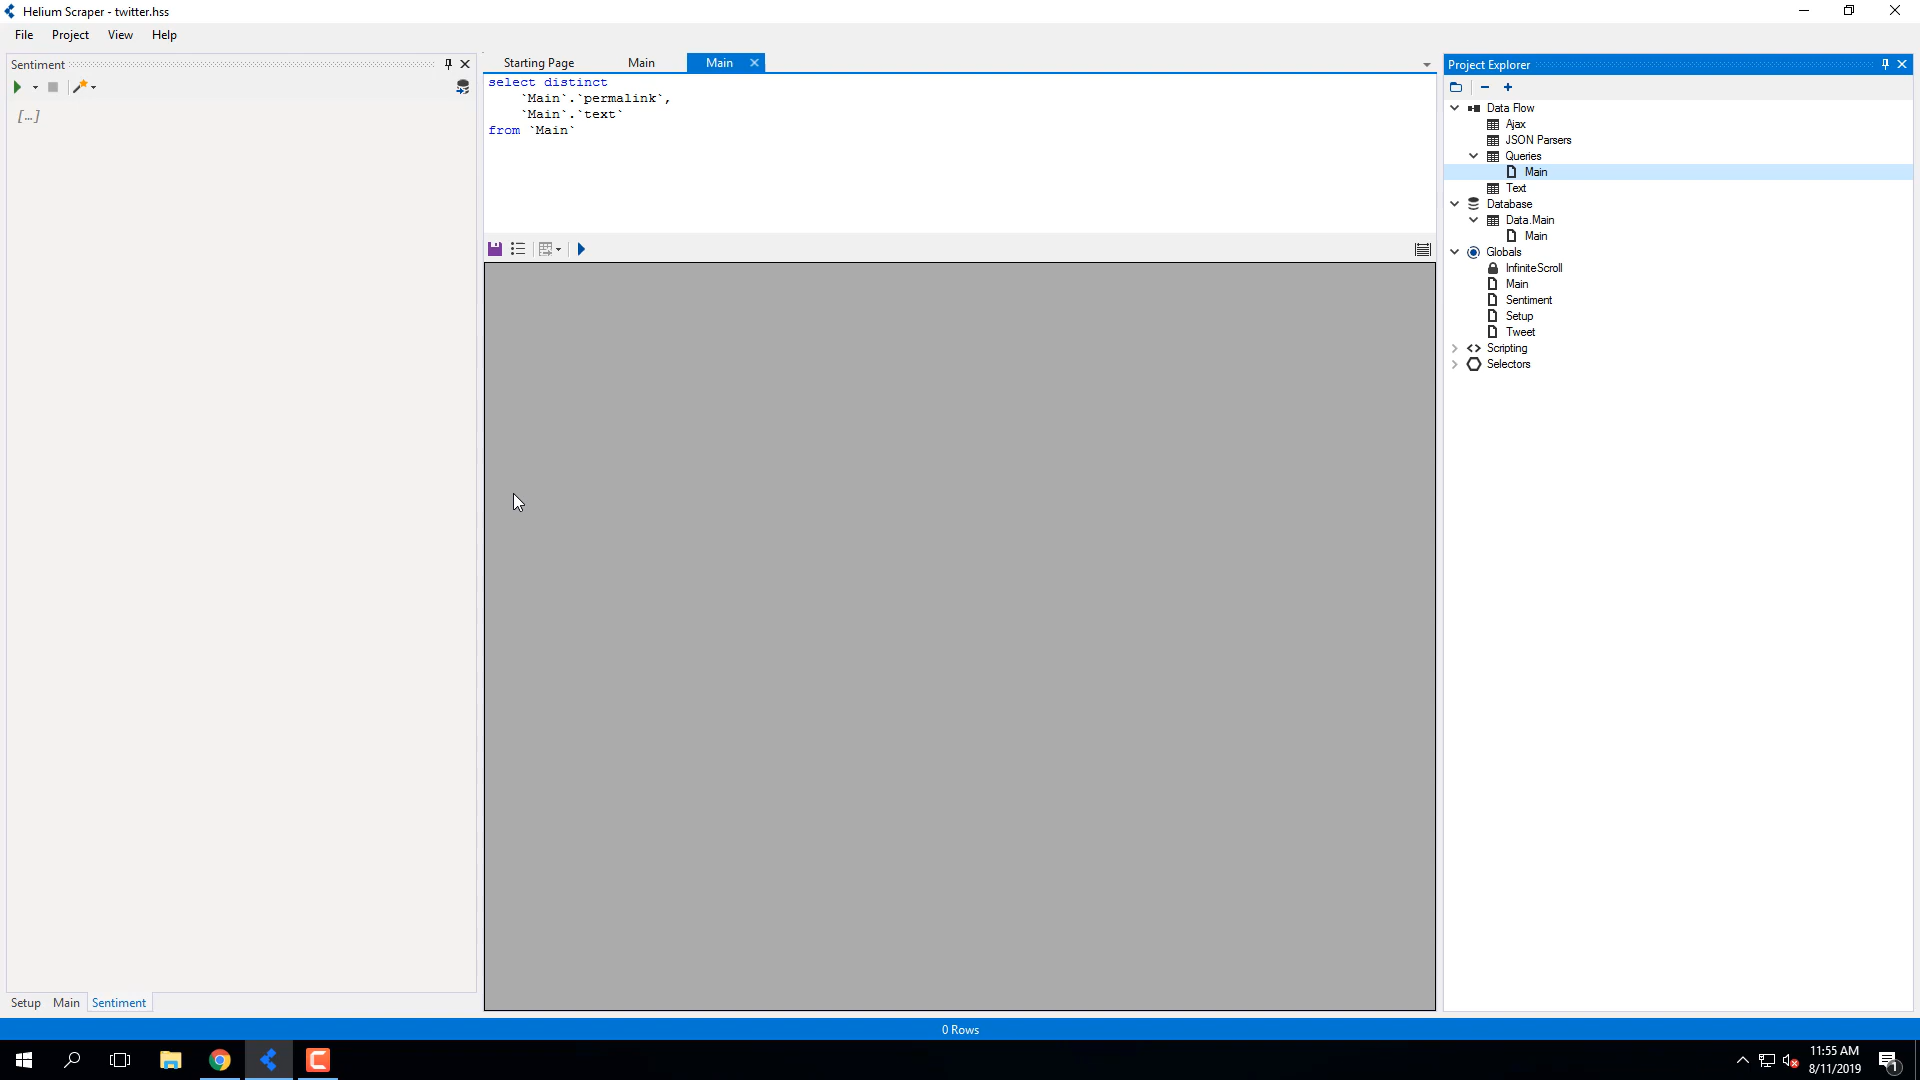 Helium Scraper - twitter.hss
File Project View Help
Sentiment
[...]
Setup Main Sentiment
Starting Page Main Main
select distinct
`Main`.`permalink`,
`Main`.`text`
from `Main`
Project Explorer
Data Flow
Ajax
JSON Parsers
Queries
Main
Text
Database
Data.Main
Main
Globals
InfiniteScroll
Main
Sentiment
Setup
Tweet
Scripting
Selectors
0 Rows
11:55 AM
8/11/2019
1